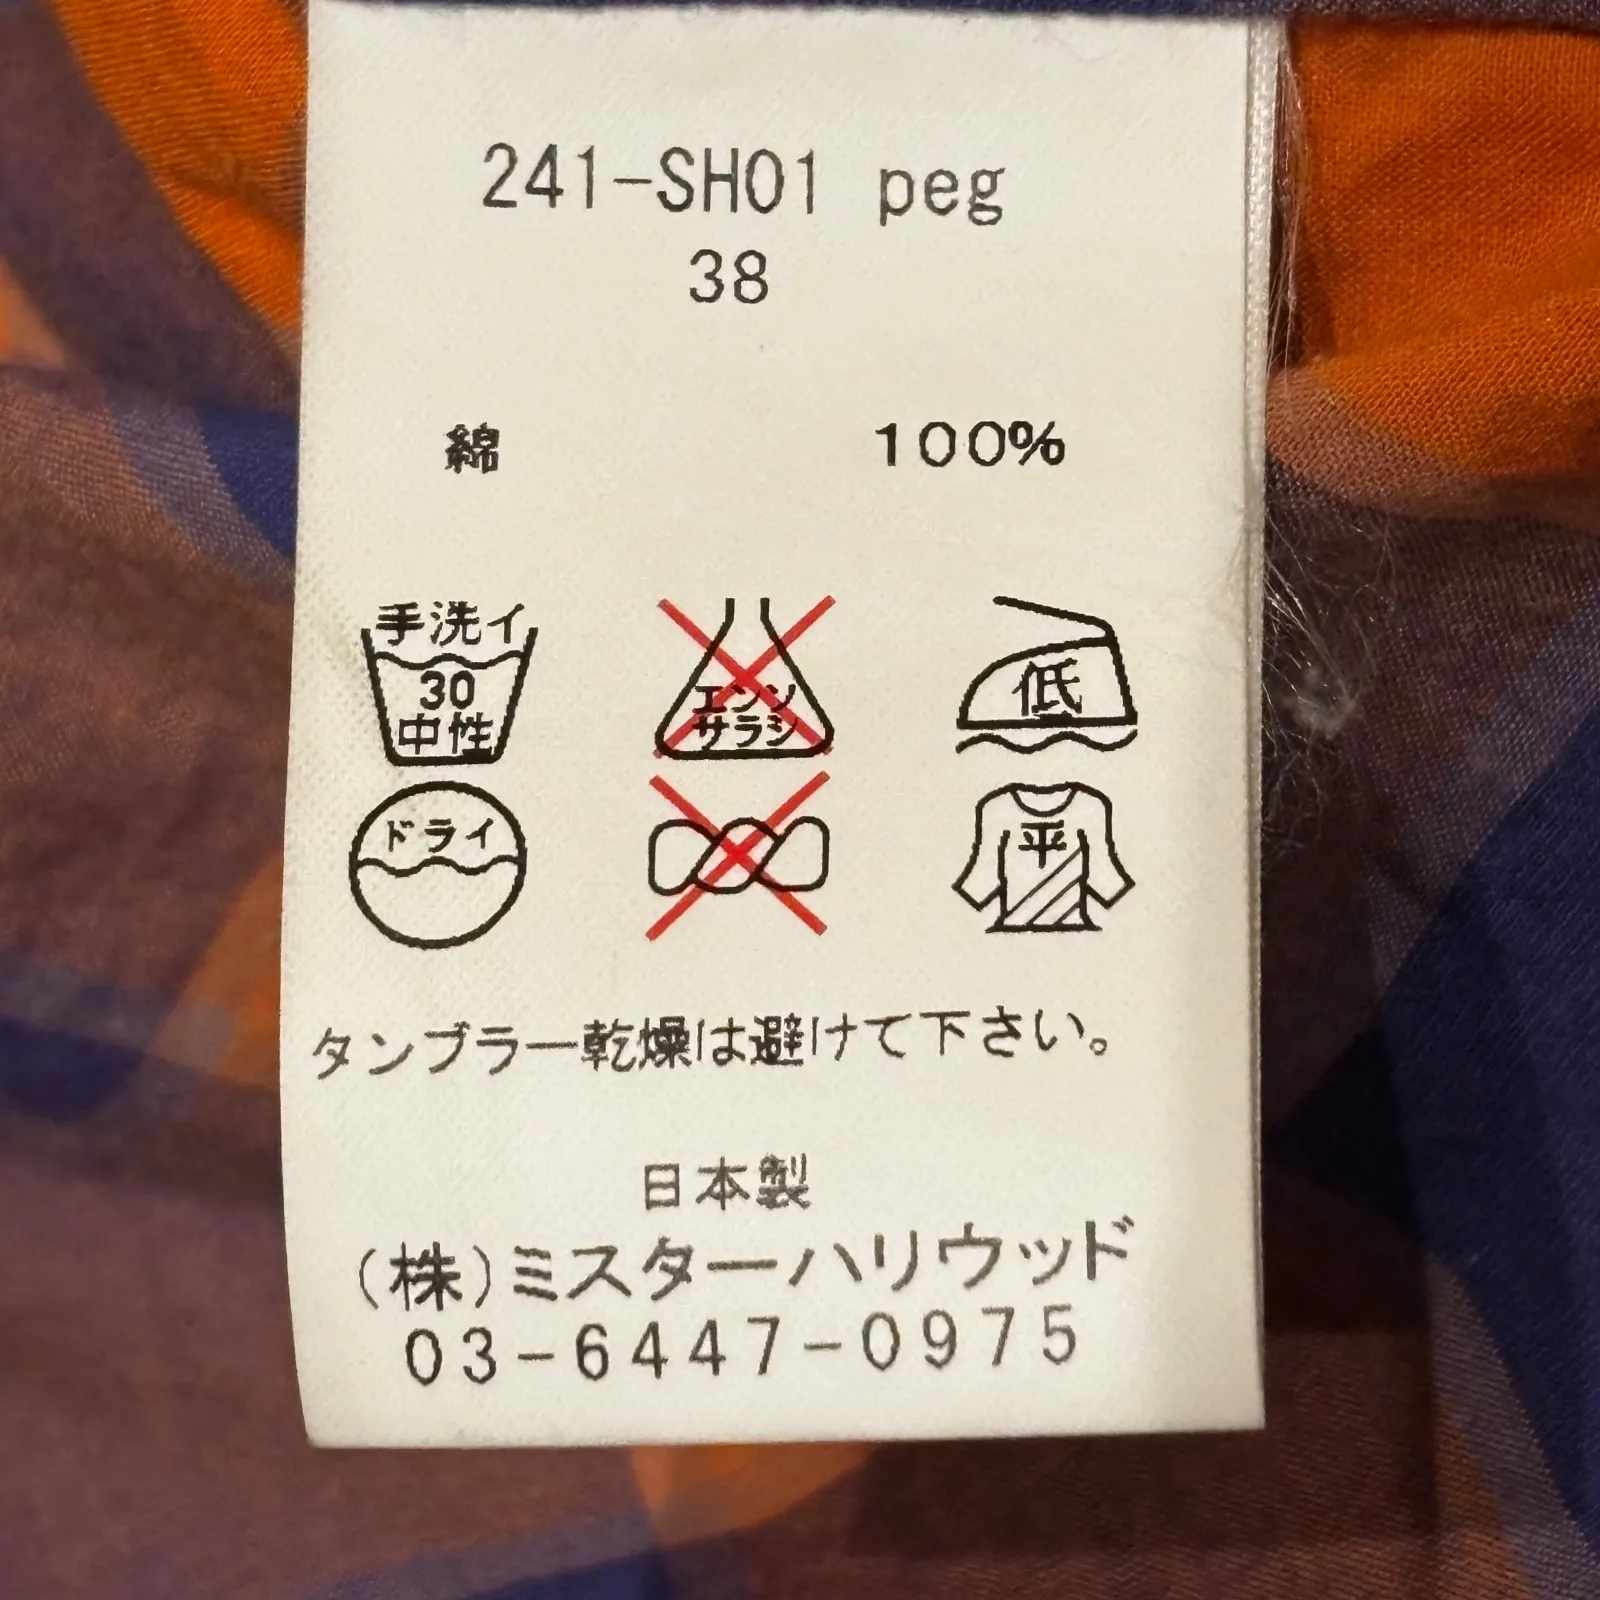 241-SH01 peg
38
綿 100%
手洗イ
30
中性
エンソ
サラシ
低
ドライ
平
タンブラー乾燥は避けて下さい。
日本製
(株)ミスターハリウッド
03-6447-0975